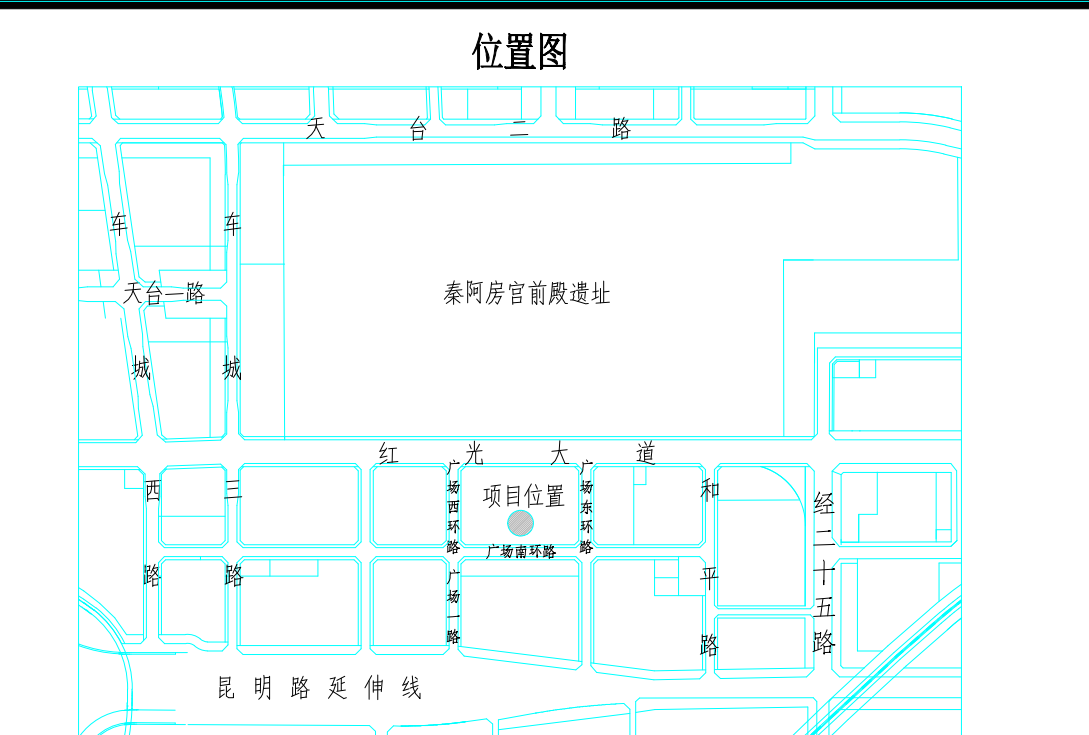 位置图
天台二路
车城西路
车城三路
天台一路
秦阿房宫前殿遗址
红光大道
广场西环路
项目位置
广场东环路
广场南环路
广场一路
和平路
经二十五路
昆明路延伸线